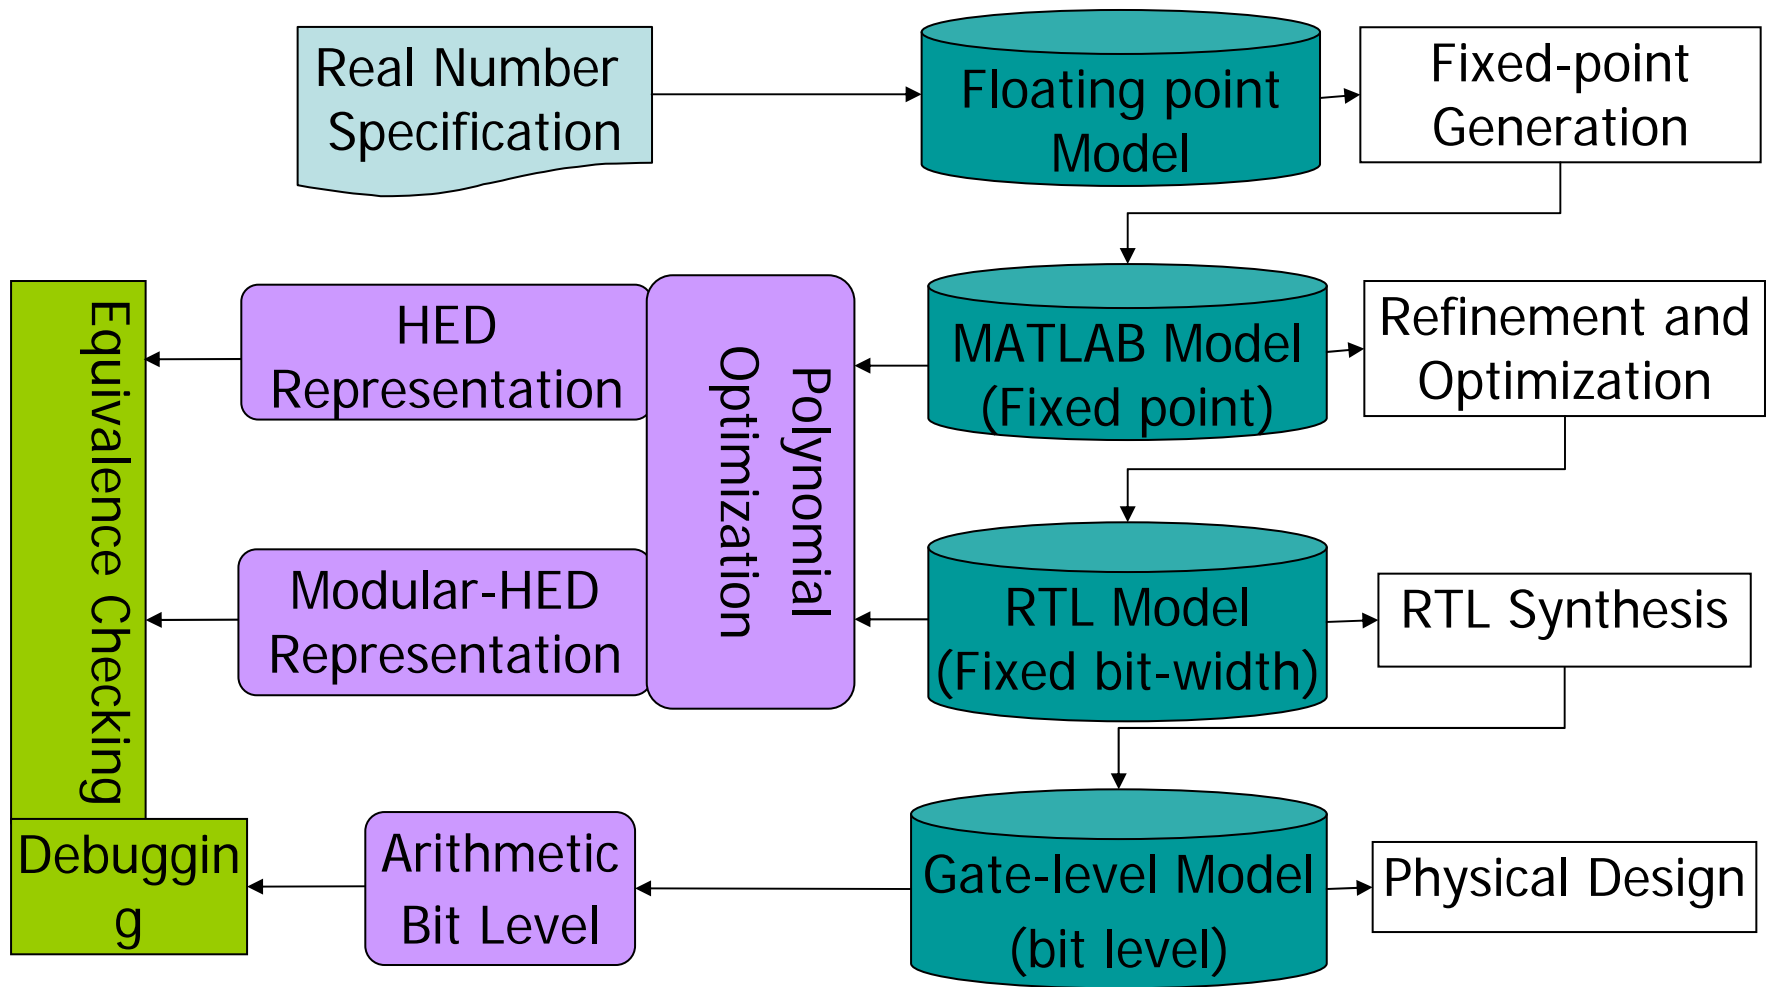 Real Number
Specification
Floating point
Model
Fixed-point
Generation
Equivalence Checking
HED
Representation
Polynomial
Optimization
MATLAB Model
(Fixed point)
Refinement and
Optimization
Modular-HED
Representation
RTL Model
(Fixed bit-width)
RTL Synthesis
Debuggin
g
Arithmetic
Bit Level
Gate-level Model
(bit level)
Physical Design